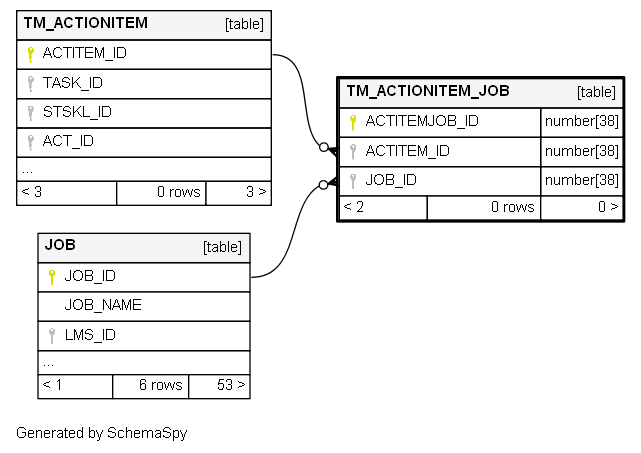 TM_ACTIONITEM [table]
ACTITEM_ID
TASK_ID
STSKL_ID
ACT_ID
...
< 3 0 rows 3 >
TM_ACTIONITEM_JOB [table]
ACTITEMJOB_ID number[38]
ACTITEM_ID number[38]
JOB_ID number[38]
< 2 0 rows 0 >
JOB [table]
JOB_ID
JOB_NAME
LMS_ID
...
< 1 6 rows 53 >
Generated by SchemaSpy